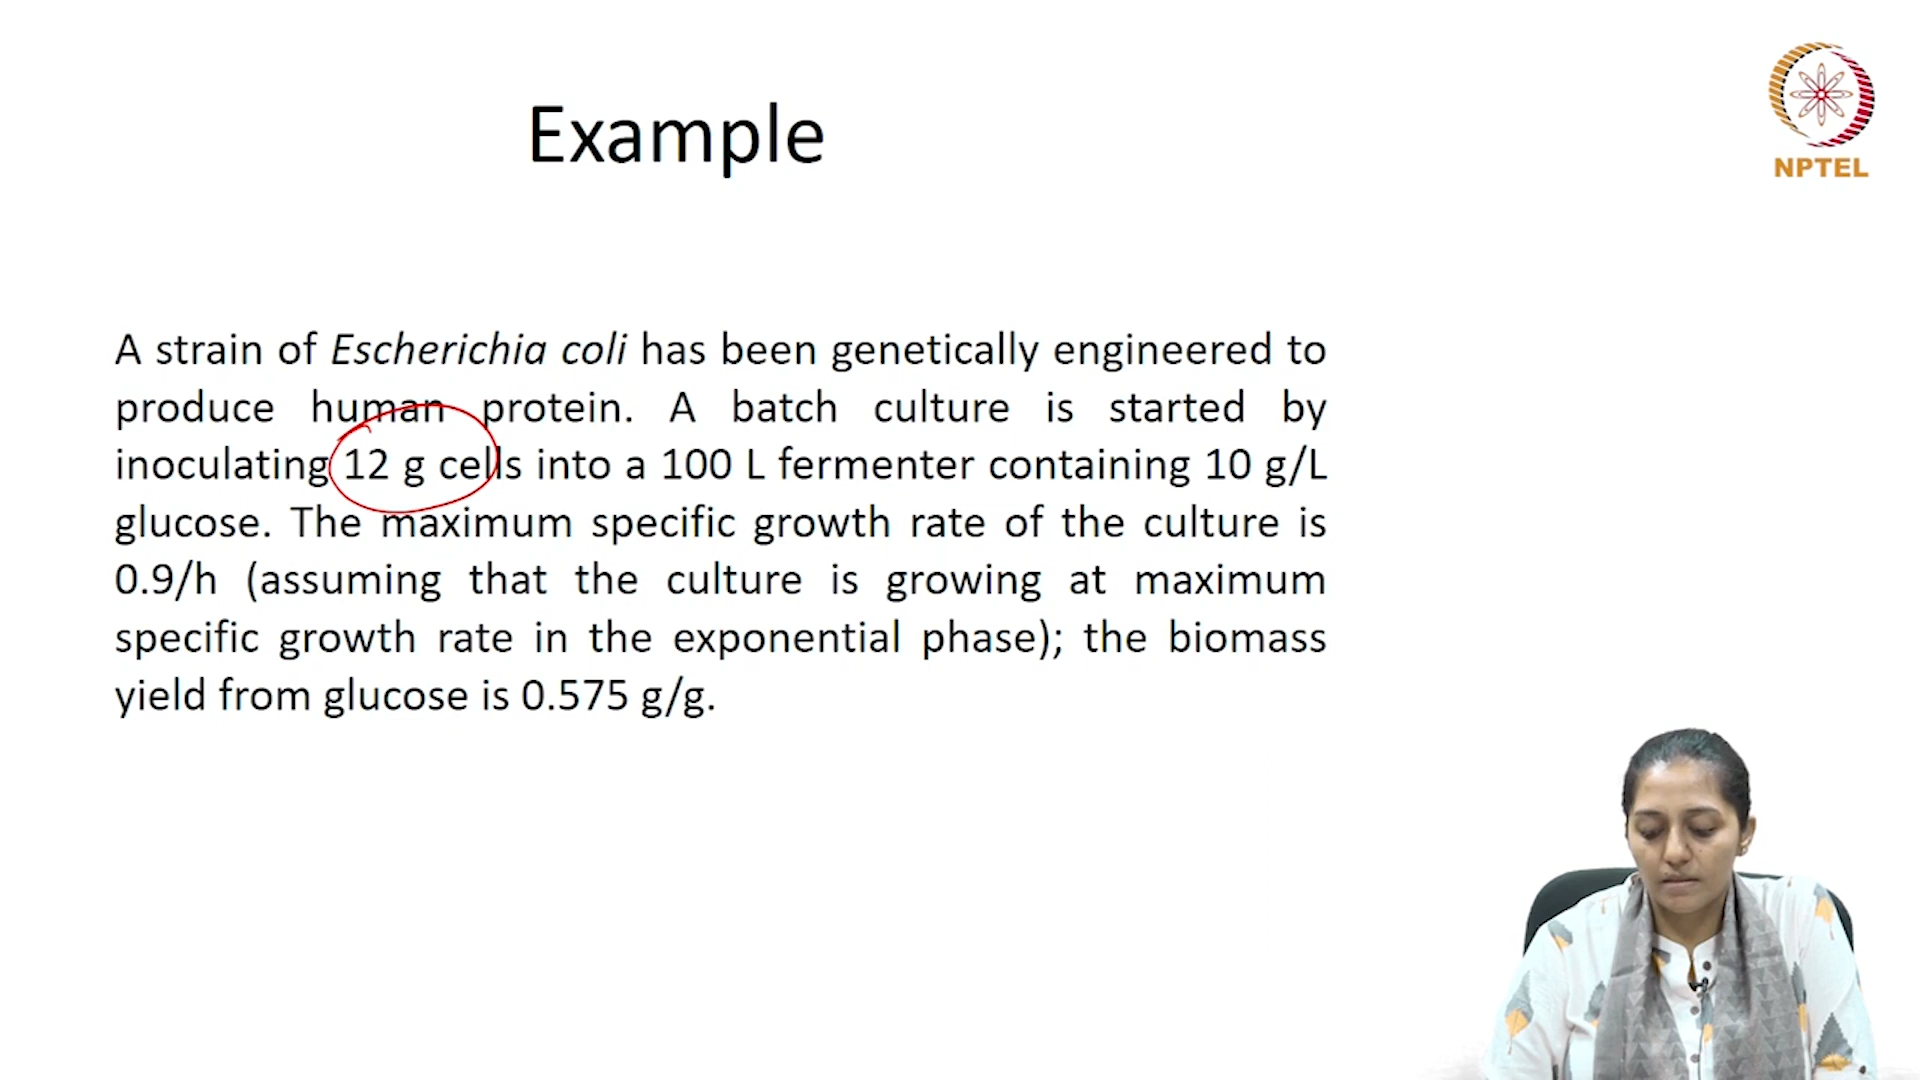 Example
NPTEL
A strain of Escherichia coli has been genetically engineered to
produce human protein. A batch culture is started by
inoculating 12 g cells into a 100 L fermenter containing 10 g/L
glucose. The maximum specific growth rate of the culture is
0.9/h (assuming that the culture is growing at maximum
specific growth rate in the exponential phase); the biomass
yield from glucose is 0.575 g/g.